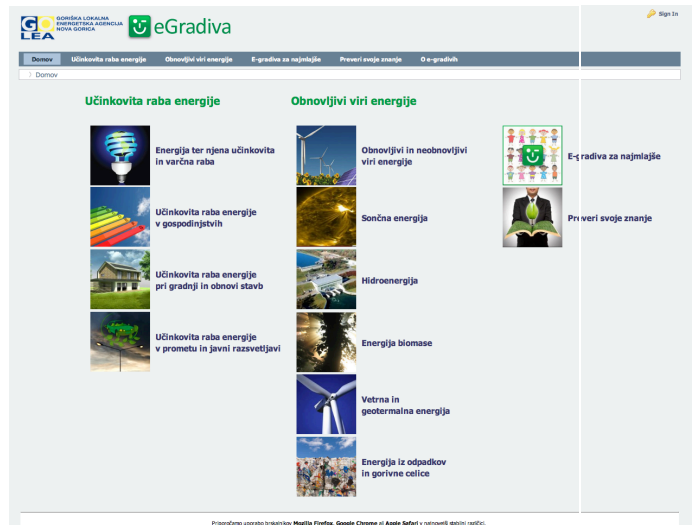 GO
LEA
GORIŠKA LOKALNA
ENERGETSKA AGENCIJA
NOVA GORICA
eGradiva
Sign In
Domov
Učinkovita raba energije
Obnovljivi viri energije
E-gradiva za najmlajše
Preveri svoje znanje
O e-gradivih
Domov
Učinkovita raba energije
Energija ter njena učinkovita
in varčna raba
Učinkovita raba energije
v gospodinjstvih
Učinkovita raba energije
pri gradnji in obnovi stavb
Učinkovita raba energije
v prometu in javni razsvetljavi
Obnovljivi viri energije
Obnovljivi in neobnovljivi
viri energije
Sončna energija
Hidroenergija
Energija biomase
Vetrna in
geotermalna energija
Energija iz odpadkov
in gorivne celice
E-gradiva za najmlajše
Preveri svoje znanje
Priporočamo uporabo brskalnikov Mozilla Firefox, Google Chrome ali Apple Safari v najnovejši stabilni različici.